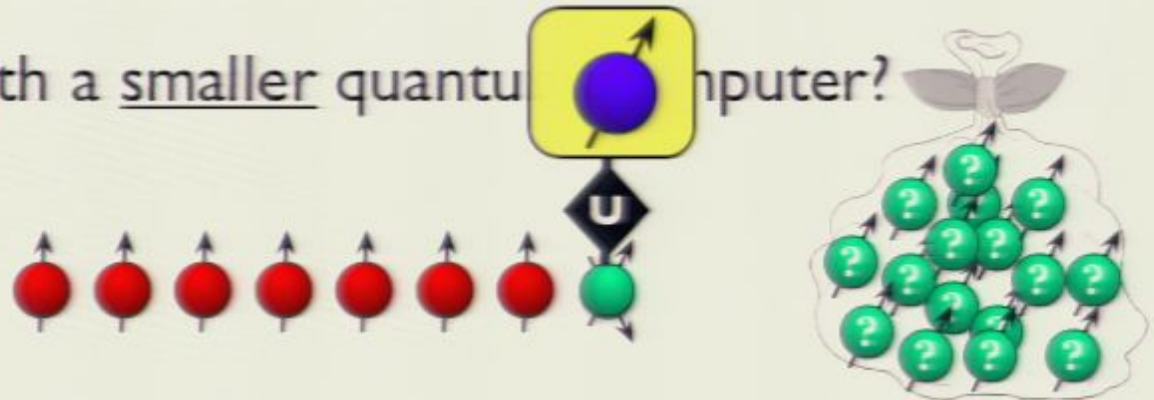 th a smaller quantu nputer?
U
? ? ? ? ? ? ? ? ? ? ? ? ?